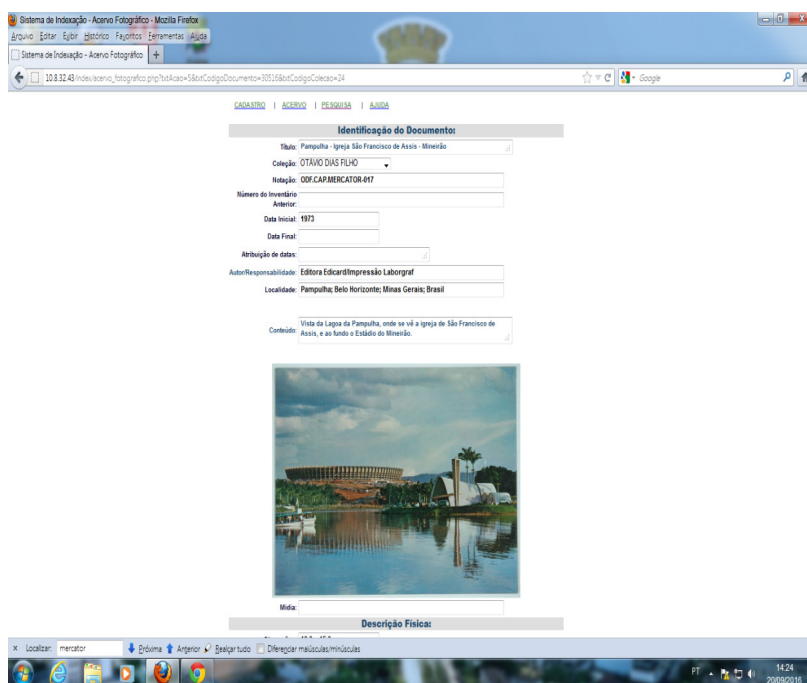 Sistema de Indexação - Acervo Fotográfico - Mozilla Firefox
Arquivo Editar Exibir Histórico Favoritos Ferramentas Ajuda
Sistema de Indexação - Acervo Fotográfico +
10.8.32.43/index/acervo_fotografico.php?txtAcao=5&txtCodigoDocumento=30516&txtCodigoColecao=24
Google
CADASTRO | ACERVO | PESQUISA | AJUDA
Identificação do Documento:
Título: Pampulha - Igreja São Francisco de Assis - Mineirão
Coleção: OTÁVIO DIAS FILHO
Notação: ODF.CAP.MERCATOR-017
Número do Inventário
Anterior:
Data Inicial: 1973
Data Final:
Atribuição de datas:
Autor/Responsabilidade: Editora Edicard/Impressão Laborgraf
Localidade: Pampulha; Belo Horizonte; Minas Gerais; Brasil
Conteúdo: Vista da Lagoa da Pampulha, onde se vê a igreja de São Francisco de
Assis, e ao fundo o Estádio do Mineirão.
Mídia:
Descrição Física:
x Localizar: mercator Próxima Anterior Realçar tudo Diferenciar maiúsculas/minúsculas
PT 14:24
20/09/2016